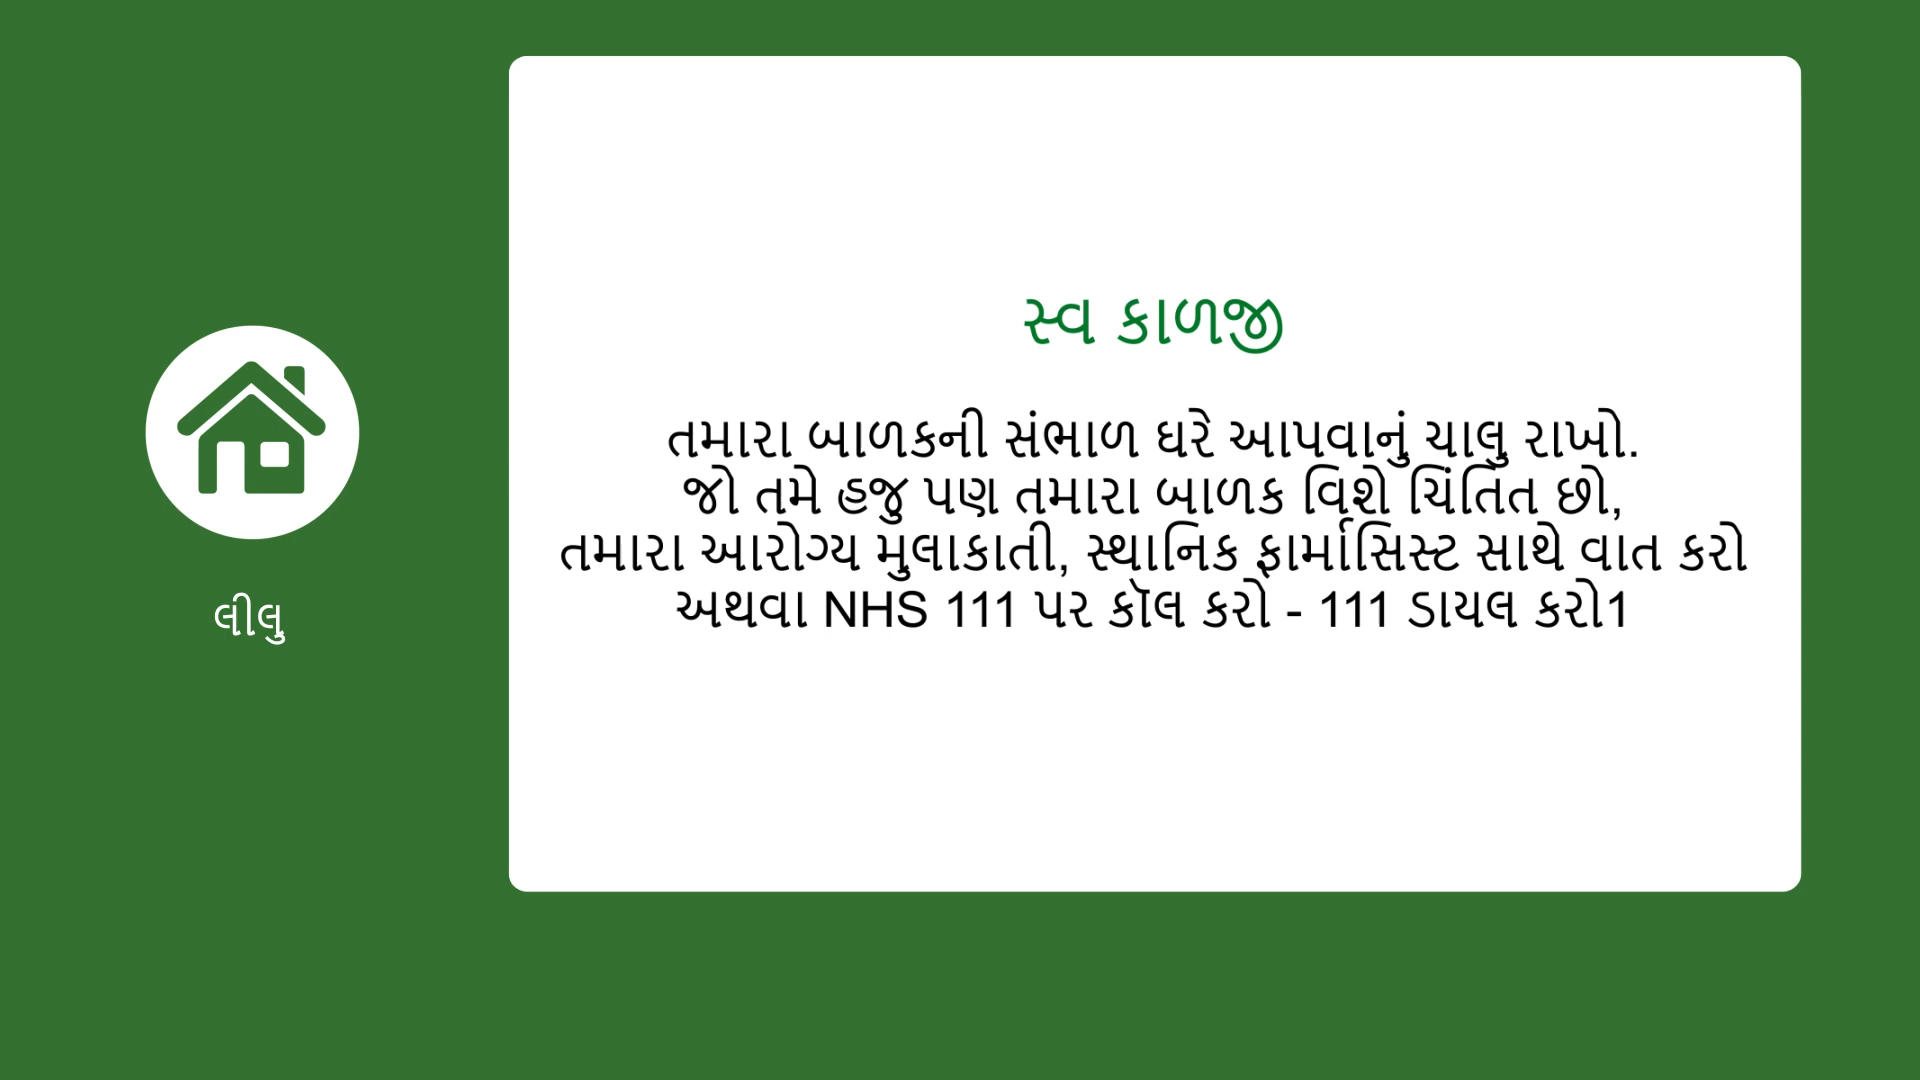 સ્વ કાળજી
તમારા બાળકની સંભાળ ઘરે આપવાનું ચાલુ રાખો.
જો તમે હજુ પણ તમારા બાળક વિશે ચિંતિત છો,
તમારા આરોગ્ય મુલાકાતી, સ્થાનિક ફાર્માસિસ્ટ સાથે વાત કરો
અથવા NHS 111 પર કૉલ કરો - 111 ડાયલ કરો1
લીલુ